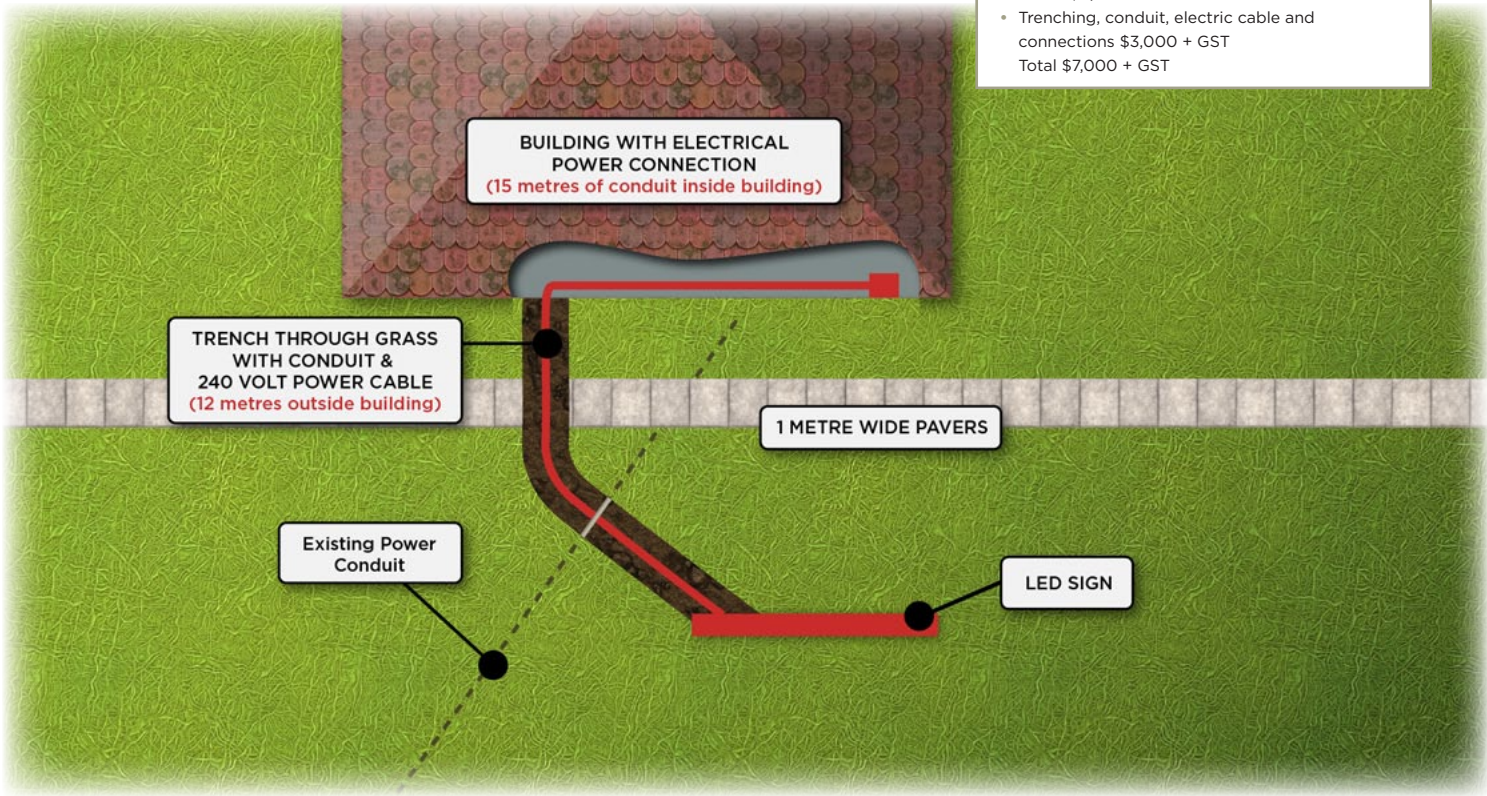 • Trenching, conduit, electric cable and
connections $3,000 + GST
Total $7,000 + GST
BUILDING WITH ELECTRICAL
POWER CONNECTION
(15 metres of conduit inside building)
TRENCH THROUGH GRASS
WITH CONDUIT &
240 VOLT POWER CABLE
(12 metres outside building)
1 METRE WIDE PAVERS
Existing Power
Conduit
LED SIGN